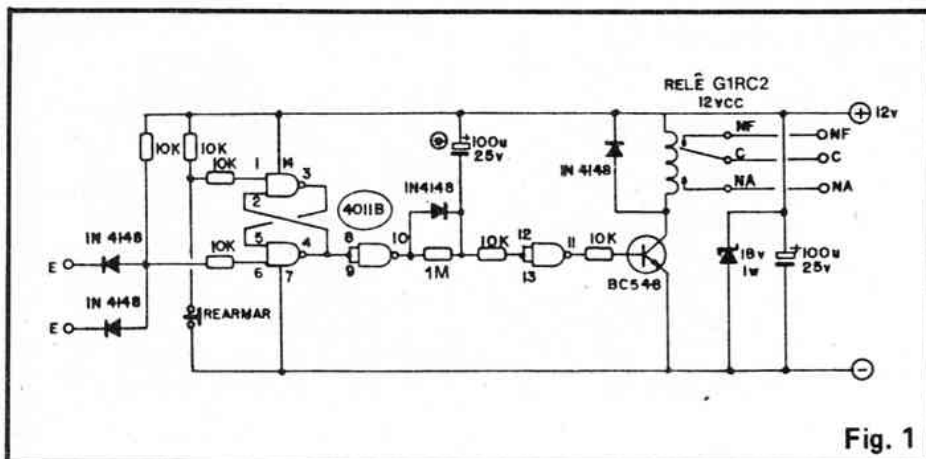 RELÊ G1RC2
12VCC
+ 12v
NF NF
C C
NA NA
10K 10K
10K
1 14
3
2
4011B
100u
25v
1N4148
1N 4148
5 4
10K
6 7
8 10
9
1M
10K
12 11
13
10K
BC548
18v
1w
100u
25v
1N 4148
E
1N 4148
E
REARMAR
Fig. 1